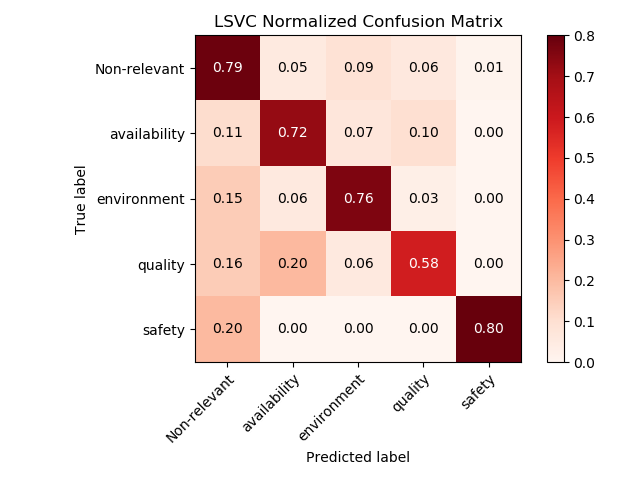 LSVC Normalized Confusion Matrix
Non-relevant 0.79 0.05 0.09 0.06 0.01
availability 0.11 0.72 0.07 0.10 0.00
environment 0.15 0.06 0.76 0.03 0.00
quality 0.16 0.20 0.06 0.58 0.00
safety 0.20 0.00 0.00 0.00 0.80
True label
Non-relevant availability environment quality safety
Predicted label
0.8
0.7
0.6
0.5
0.4
0.3
0.2
0.1
0.0